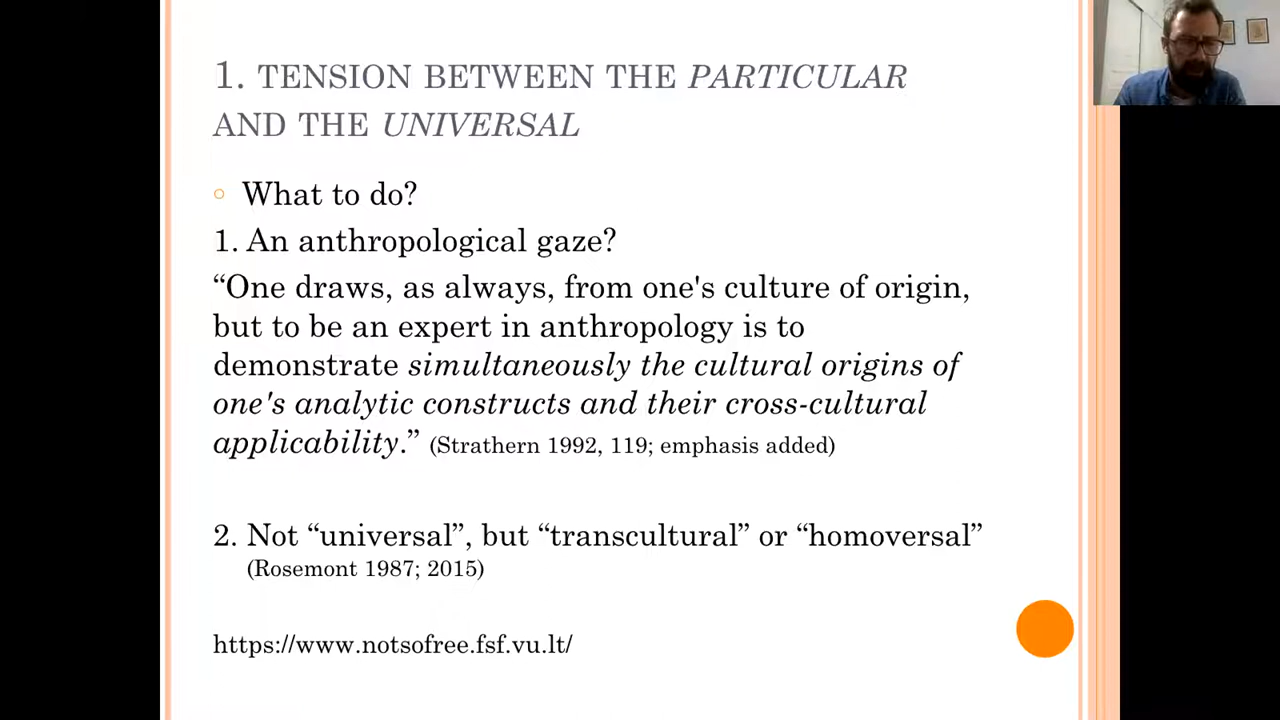 1. TENSION BETWEEN THE PARTICULAR
AND THE UNIVERSAL
What to do?
1. An anthropological gaze?
“One draws, as always, from one's culture of origin,
but to be an expert in anthropology is to
demonstrate simultaneously the cultural origins of
one's analytic constructs and their cross-cultural
applicability.” (Strathern 1992, 119; emphasis added)
2. Not “universal”, but “transcultural” or “homoversal”
(Rosemont 1987; 2015)
https://www.notsofree.fsf.vu.lt/